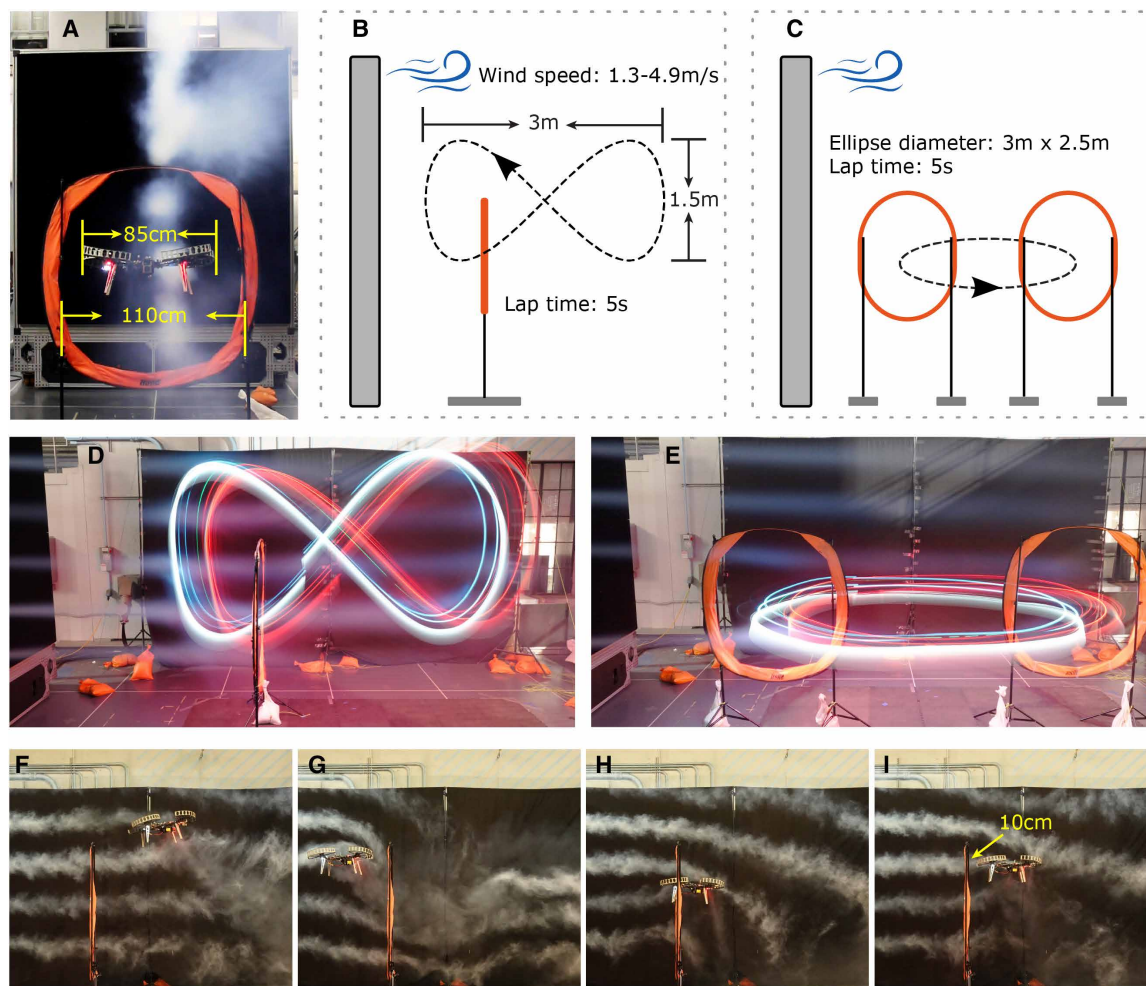 A
85cm
110cm
B
Wind speed: 1.3-4.9m/s
3m
1.5m
Lap time: 5s
C
Ellipse diameter: 3m x 2.5m
Lap time: 5s
D
E
F
G
H
I
10cm